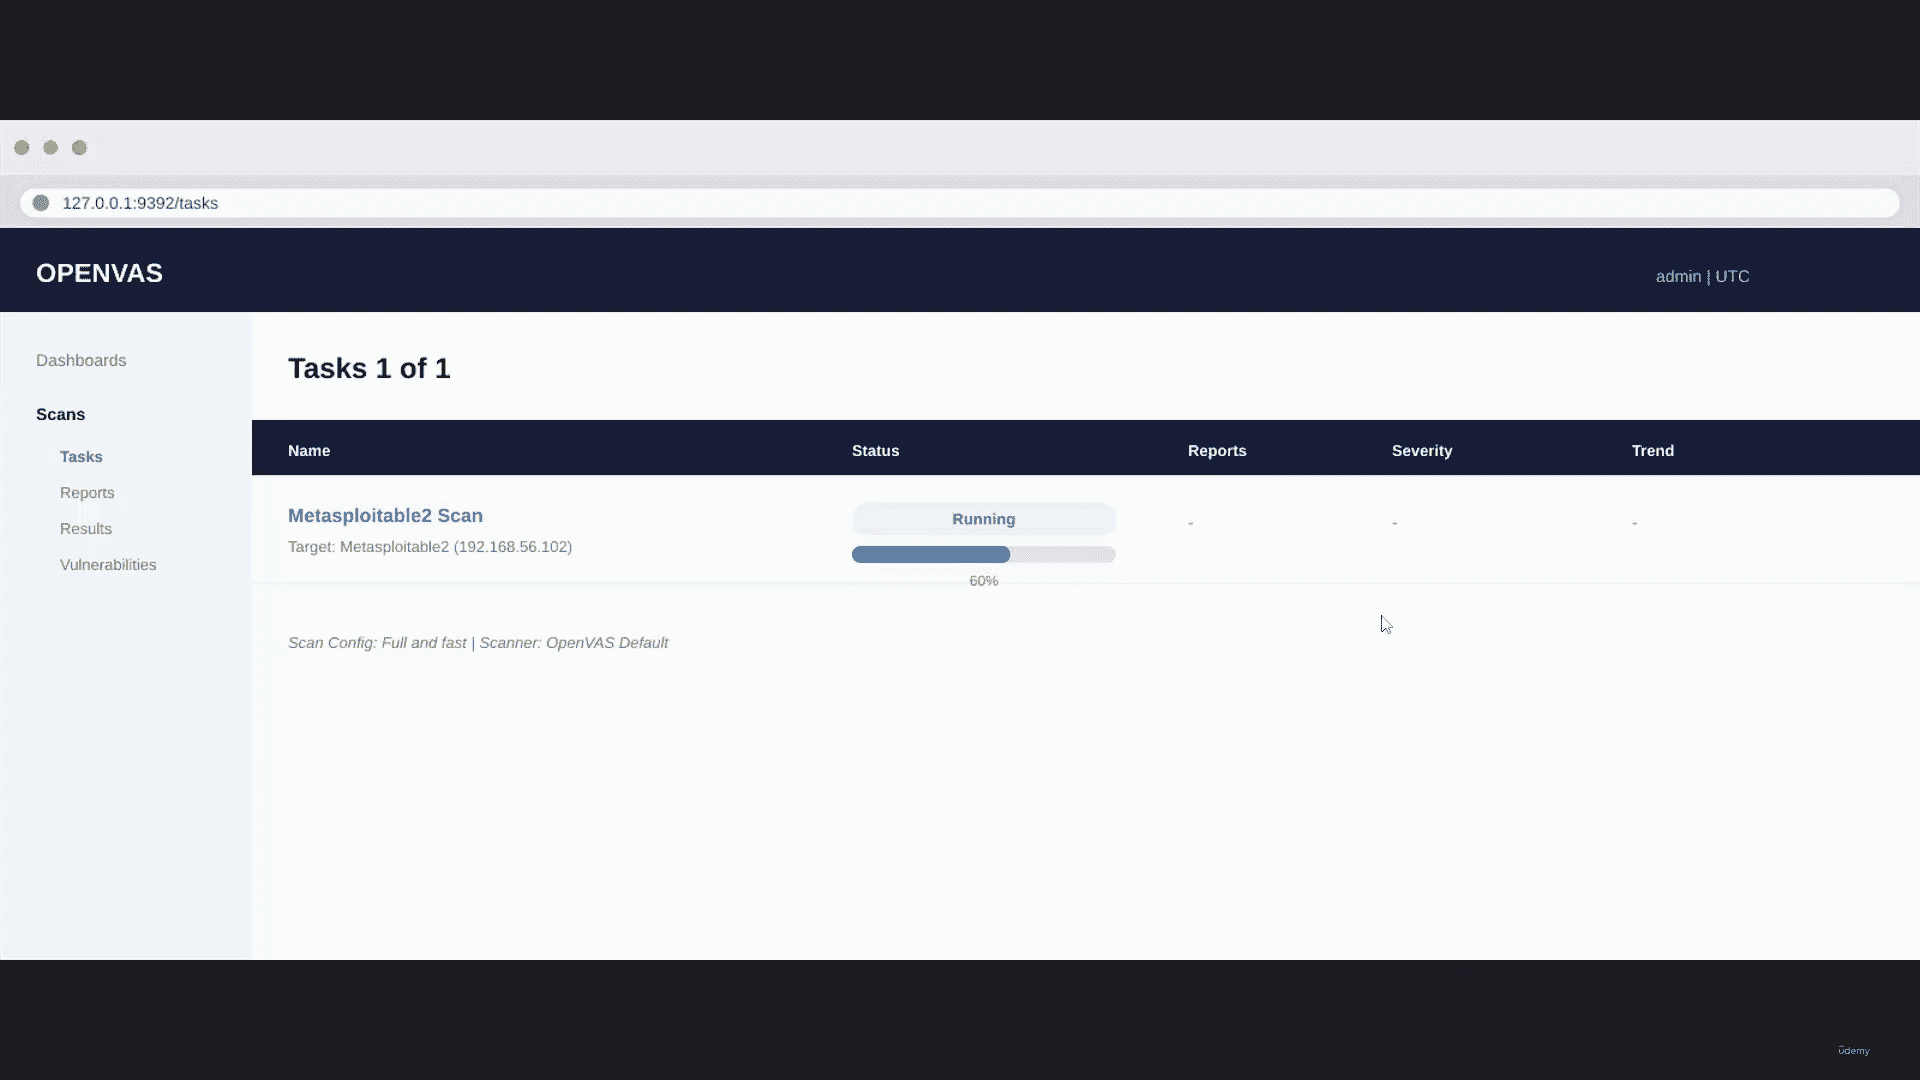 127.0.0.1:9392/tasks
OPENVAS
admin | UTC
Dashboards
Scans
Tasks
Reports
Results
Vulnerabilities
Tasks 1 of 1
Name Status Reports Severity Trend
Metasploitable2 Scan Running - - -
Target: Metasploitable2 (192.168.56.102)
60%
Scan Config: Full and fast | Scanner: OpenVAS Default
ûdemy